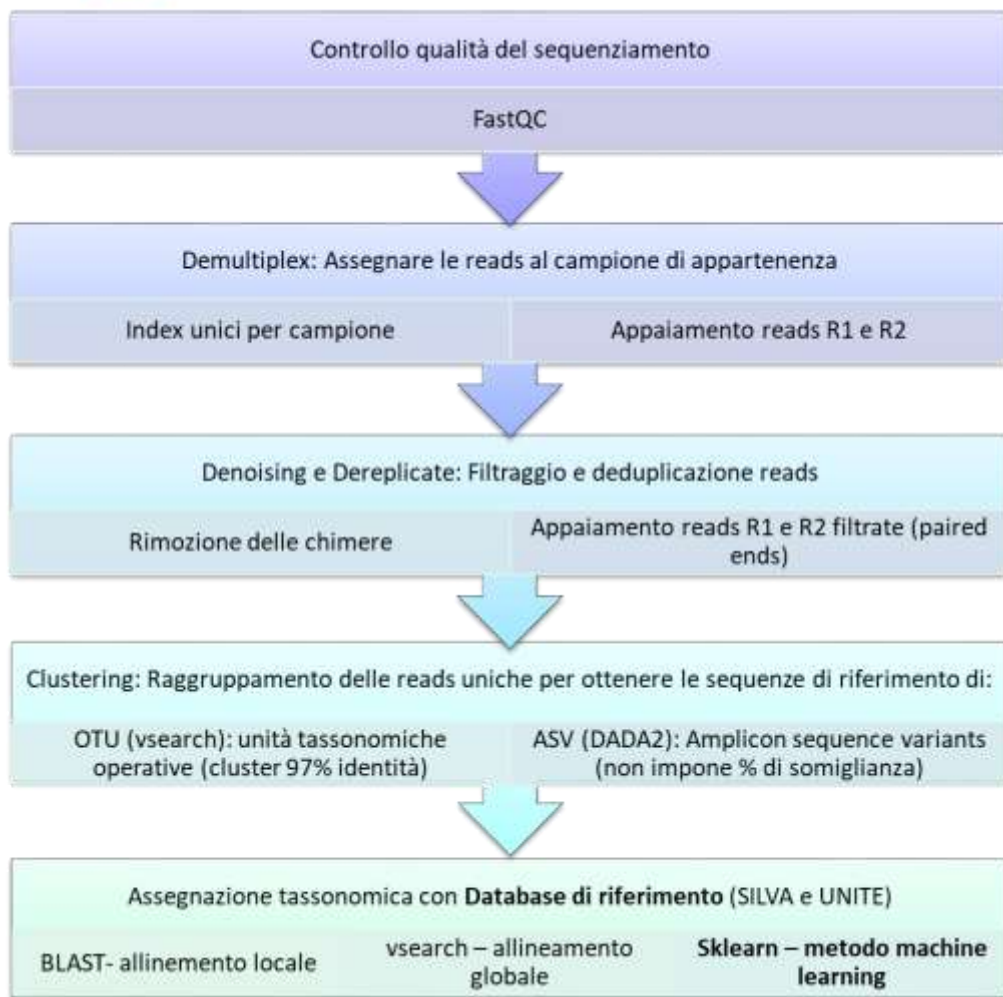 Controllo qualità del sequenziamento
FastQC
Demultiplex: Assegnare le reads al campione di appartenenza
Index unici per campione
Appaiamento reads R1 e R2
Denoising e Dereplicate: Filtraggio e deduplicazione reads
Rimozione delle chimere
Appaiamento reads R1 e R2 filtrate (paired
ends)
Clustering: Raggruppamento delle reads uniche per ottenere le sequenze di riferimento di:
OTU (vsearch): unità tassonomiche
operative (cluster 97% identità)
ASV (DADA2): Amplicon sequence variants
(non impone % di somiglianza)
Assegnazione tassonomica con Database di riferimento (SILVA e UNITE)
BLAST- allinemento locale
vsearch – allineamento
globale
Sklearn – metodo machine
learning